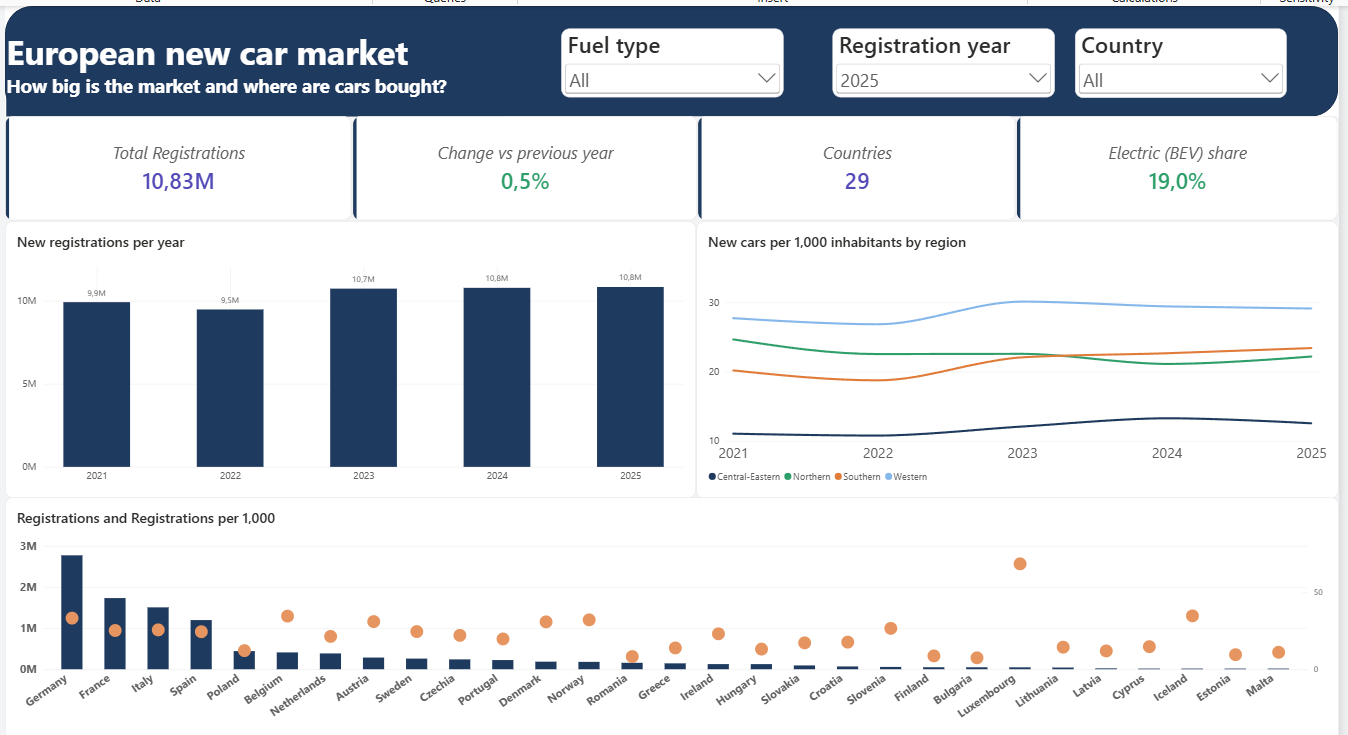 Data Queries Insert Calculations Sensitivity
European new car market
How big is the market and where are cars bought?
Fuel type
All
Registration year
2025
Country
All
Total Registrations
10,83M
Change vs previous year
0,5%
Countries
29
Electric (BEV) share
19,0%
New registrations per year
10M
5M
0M
9,9M
9,5M
10,7M
10,8M
10,8M
2021 2022 2023 2024 2025
New cars per 1,000 inhabitants by region
30
20
10
2021 2022 2023 2024 2025
Central-Eastern Northern Southern Western
Registrations and Registrations per 1,000
3M
2M
1M
0M
50
0
Germany France Italy Spain Poland Belgium Netherlands Austria Sweden Czechia Portugal Denmark Norway Romania Greece Ireland Hungary Slovakia Croatia Slovenia Finland Bulgaria Luxembourg Lithuania Latvia Cyprus Iceland Estonia Malta